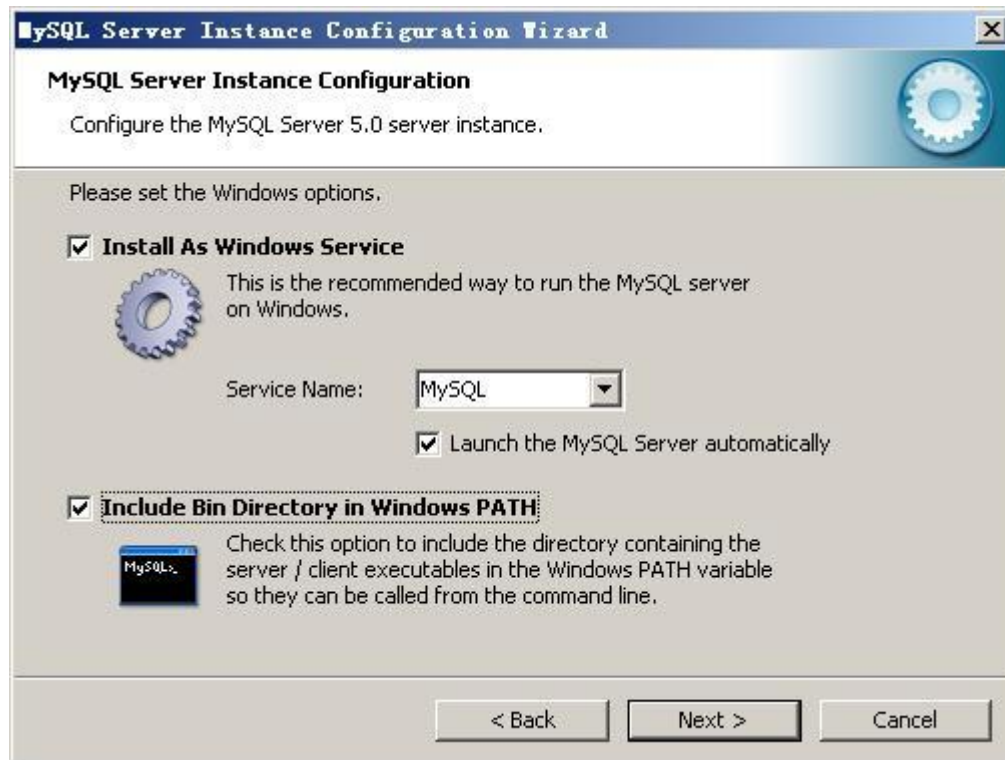 MySQL Server Instance Configuration Wizard
MySQL Server Instance Configuration
Configure the MySQL Server 5.0 server instance.
Please set the Windows options.
Install As Windows Service
This is the recommended way to run the MySQL server
on Windows.
Service Name: MySQL
Launch the MySQL Server automatically
Include Bin Directory in Windows PATH
MySQL>_
Check this option to include the directory containing the
server / client executables in the Windows PATH variable
so they can be called from the command line.
< Back Next > Cancel